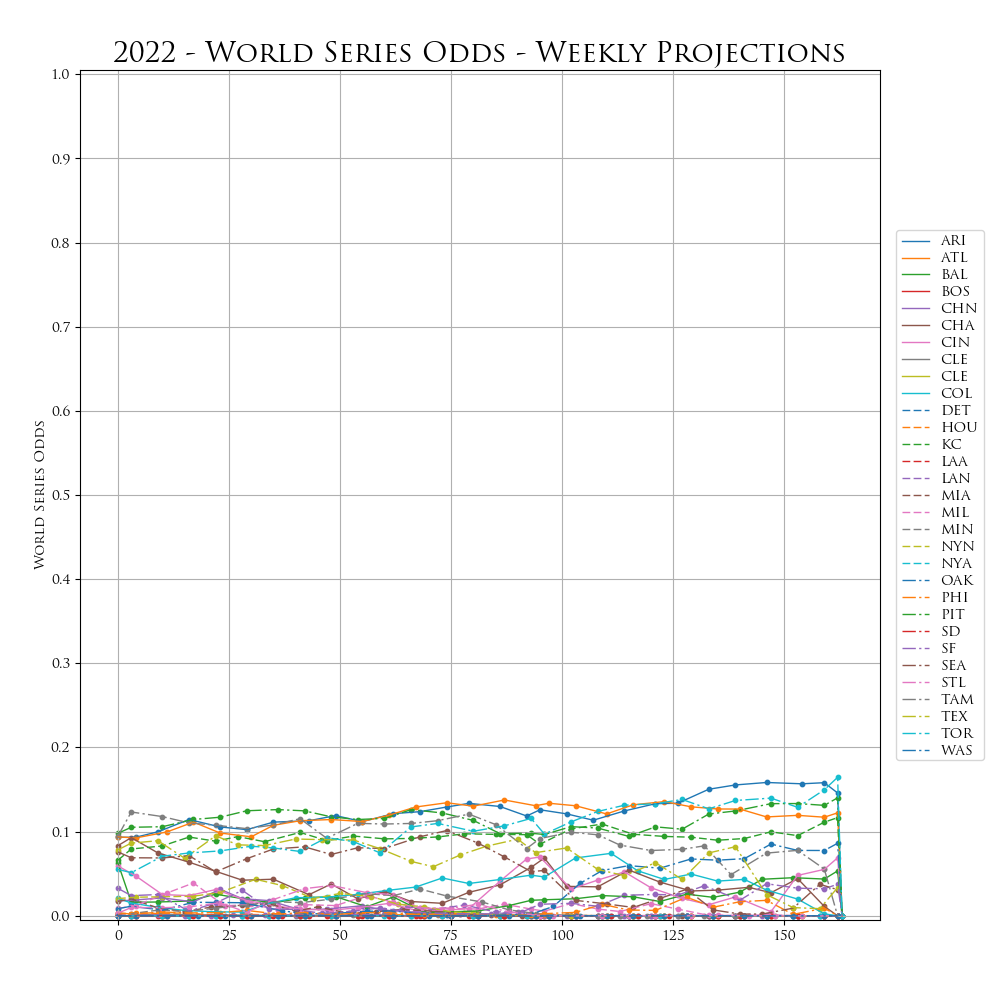 2022 - World Series Odds - Weekly Projections
1.0
0.9
0.8
0.7
0.6
0.5
0.4
0.3
0.2
0.1
0.0
World Series Odds
0
25
50
75
100
125
150
Games Played
ARI
ATL
BAL
BOS
CHN
CHA
CIN
CLE
CLE
COL
DET
HOU
KC
LAA
LAN
MIA
MIL
MIN
NYN
NYA
OAK
PHI
PIT
SD
SF
SEA
STL
TAM
TEX
TOR
WAS